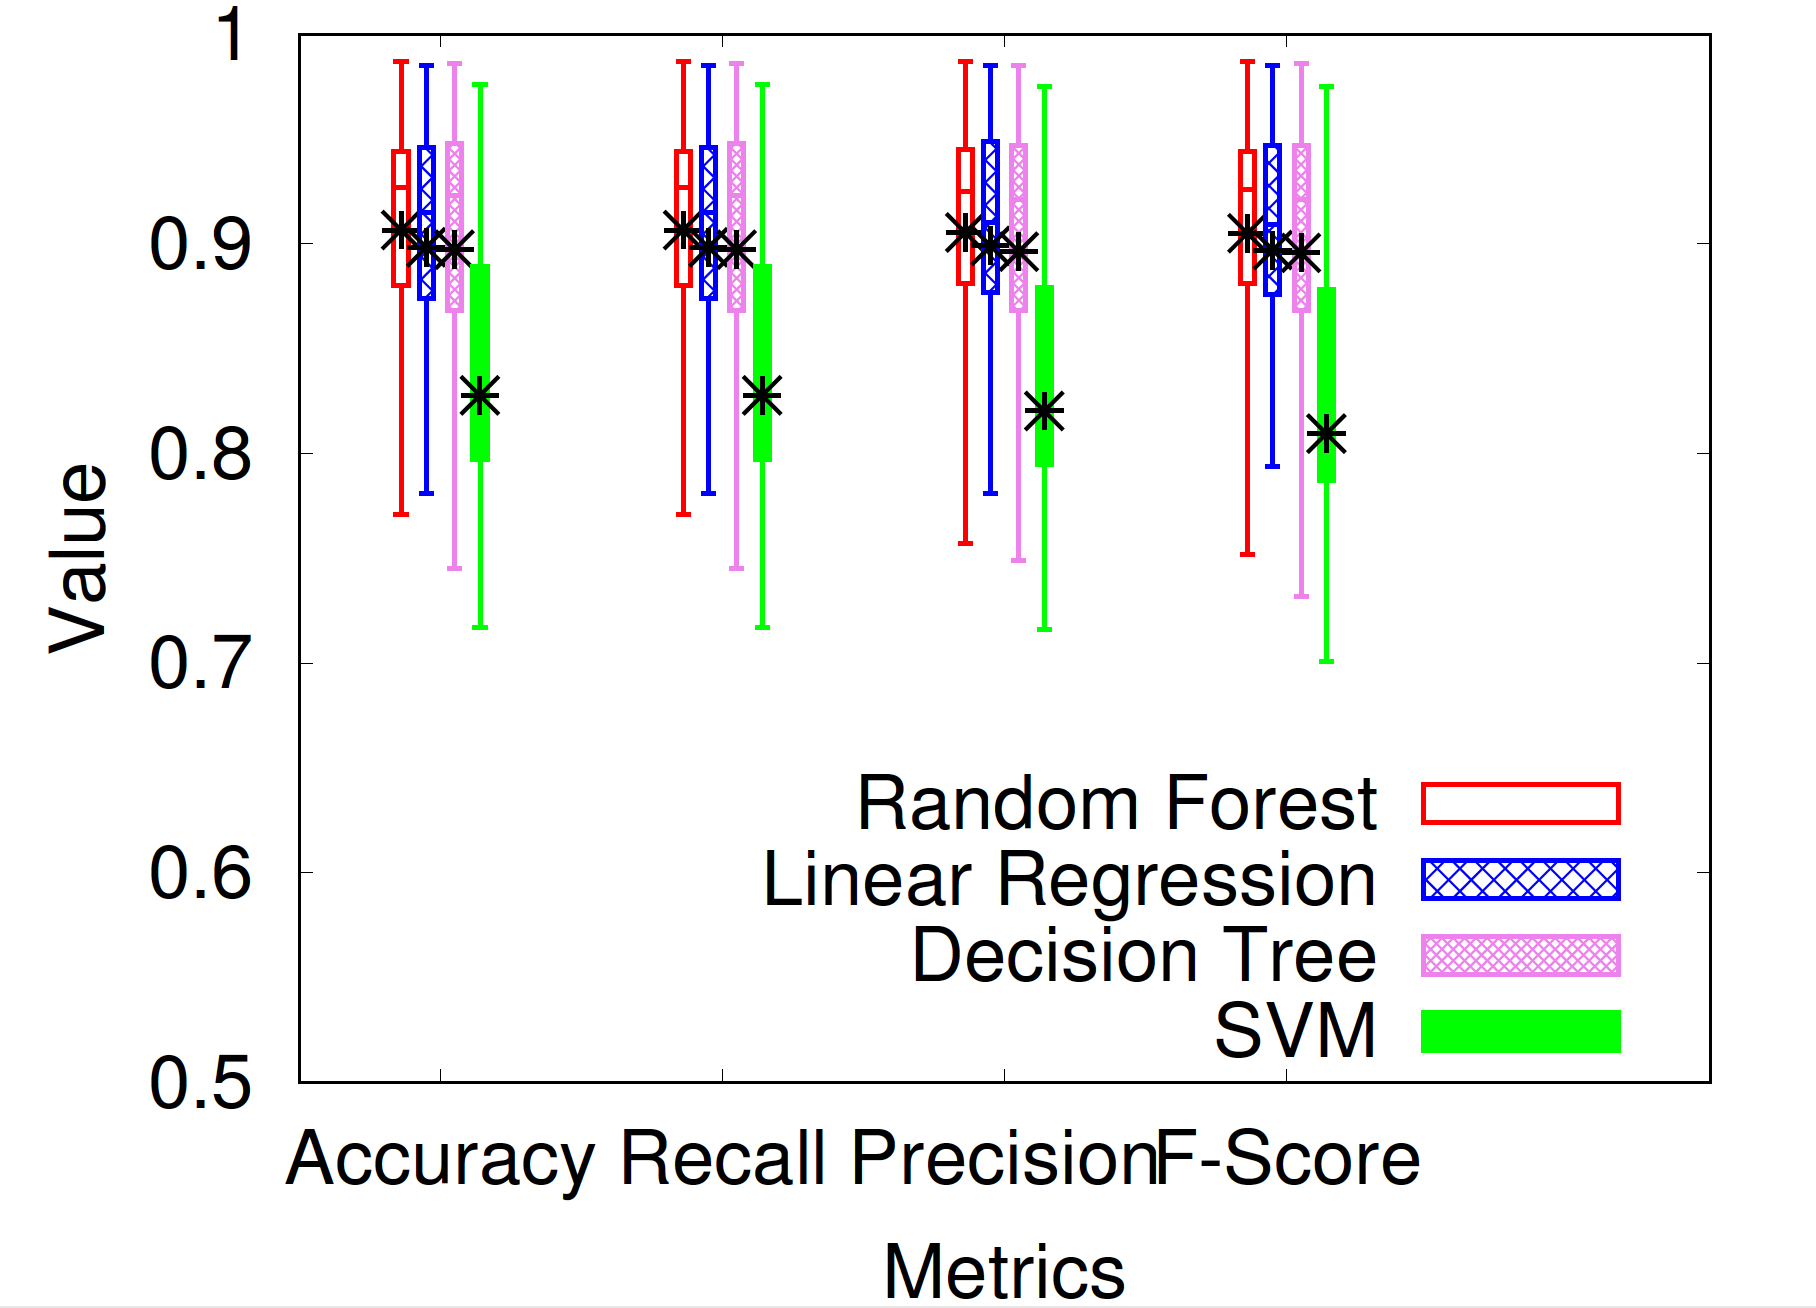 1
0.9
0.8
0.7
0.6
0.5
Value
Random Forest
Linear Regression
Decision Tree
SVM
Accuracy Recall Precision F-Score
Metrics